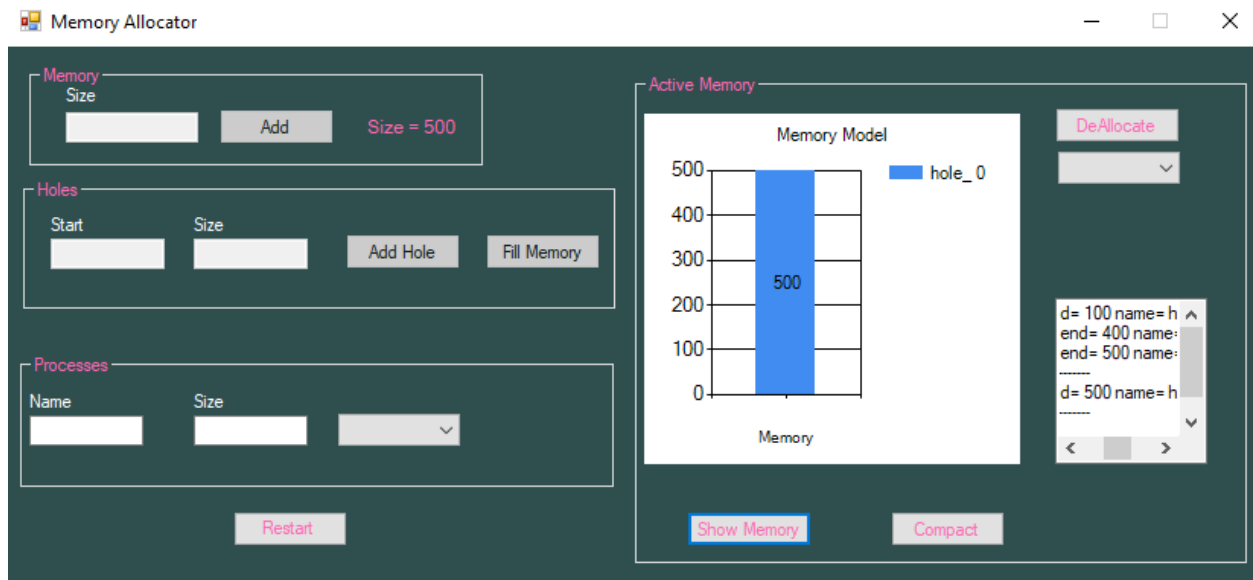 Memory Allocator
Memory
Size
Add
Size = 500
Holes
Start
Size
Add Hole
Fill Memory
Processes
Name
Size
Restart
Active Memory
Memory Model
500
400
300
200
100
0
500
hole_ 0
Memory
DeAllocate
d= 100 name= h
end= 400 name=
end= 500 name=
-------
d= 500 name= h
-------
Show Memory
Compact